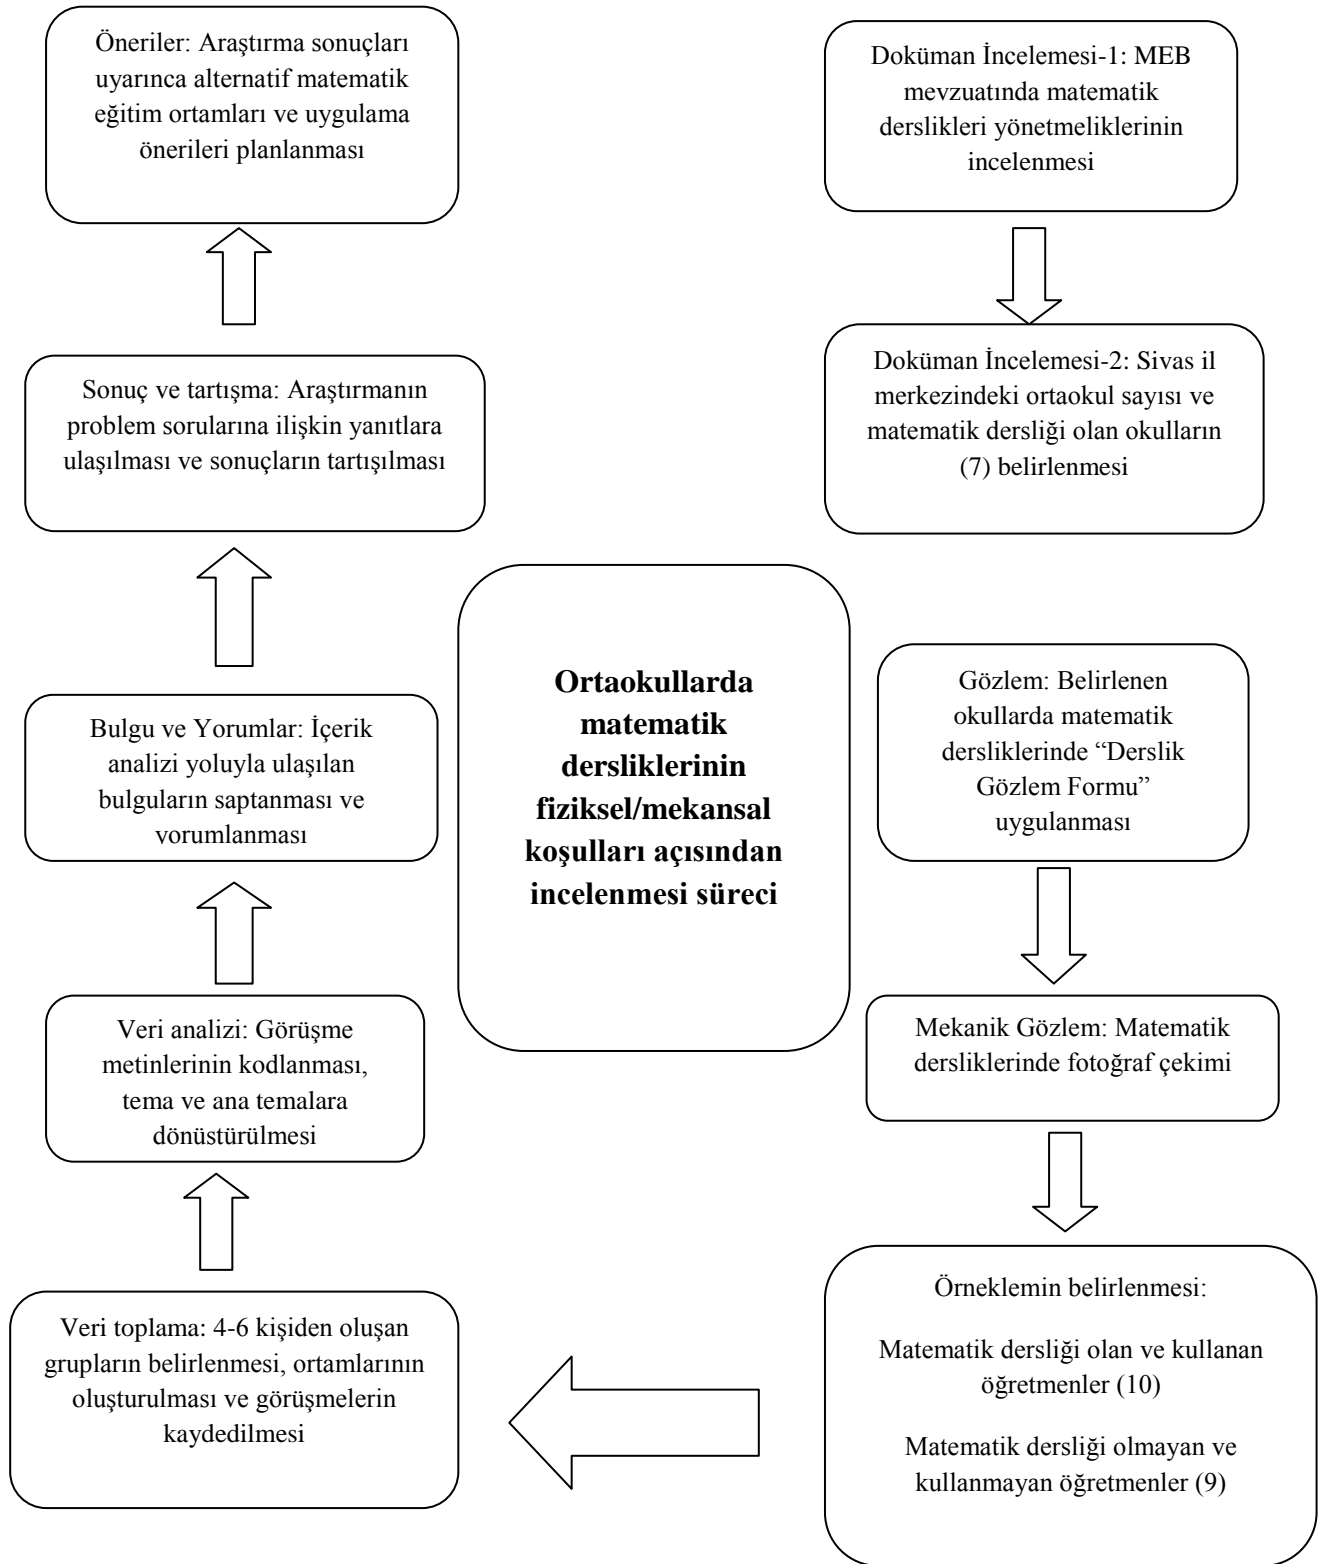 Öneriler: Araştırma sonuçları
uyarınca alternatif matematik
eğitim ortamları ve uygulama
önerileri planlanması
Doküman İncelemesi-1: MEB
mevzuatında matematik
derslikleri yönetmeliklerinin
incelenmesi
Sonuç ve tartışma: Araştırmanın
problem sorularına ilişkin yanıtlara
ulaşılması ve sonuçların tartışılması
Doküman İncelemesi-2: Sivas il
merkezindeki ortaokul sayısı ve
matematik dersliği olan okulların
(7) belirlenmesi
Bulgu ve Yorumlar: İçerik
analizi yoluyla ulaşılan
bulguların saptanması ve
yorumlanması
Ortaokullarda
matematik
dersliklerinin
fiziksel/mekansal
koşulları açısından
incelenmesi süreci
Gözlem: Belirlenen
okullarda matematik
dersliklerinde “Derslik
Gözlem Formu”
uygulanması
Veri analizi: Görüşme
metinlerinin kodlanması,
tema ve ana temalara
dönüştürülmesi
Mekanik Gözlem: Matematik
dersliklerinde fotoğraf çekimi
Veri toplama: 4-6 kişiden oluşan
grupların belirlenmesi, ortamlarının
oluşturulması ve görüşmelerin
kaydedilmesi
Örneklemin belirlenmesi:
Matematik dersliği olan ve kullanan
öğretmenler (10)
Matematik dersliği olmayan ve
kullanmayan öğretmenler (9)